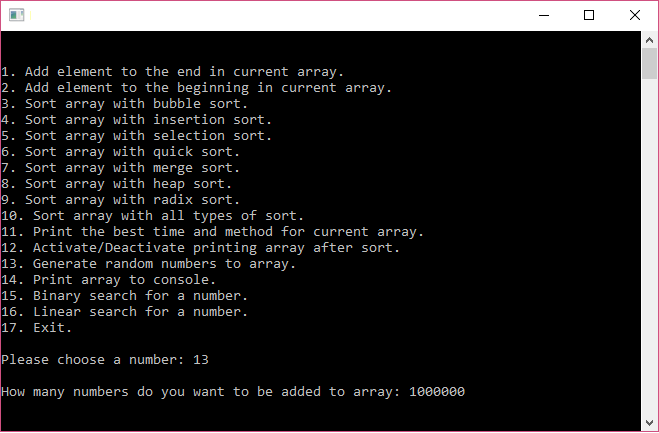 1. Add element to the end in current array.
2. Add element to the beginning in current array.
3. Sort array with bubble sort.
4. Sort array with insertion sort.
5. Sort array with selection sort.
6. Sort array with quick sort.
7. Sort array with merge sort.
8. Sort array with heap sort.
9. Sort array with radix sort.
10. Sort array with all types of sort.
11. Print the best time and method for current array.
12. Activate/Deactivate printing array after sort.
13. Generate random numbers to array.
14. Print array to console.
15. Binary search for a number.
16. Linear search for a number.
17. Exit.
Please choose a number: 13
How many numbers do you want to be added to array: 1000000